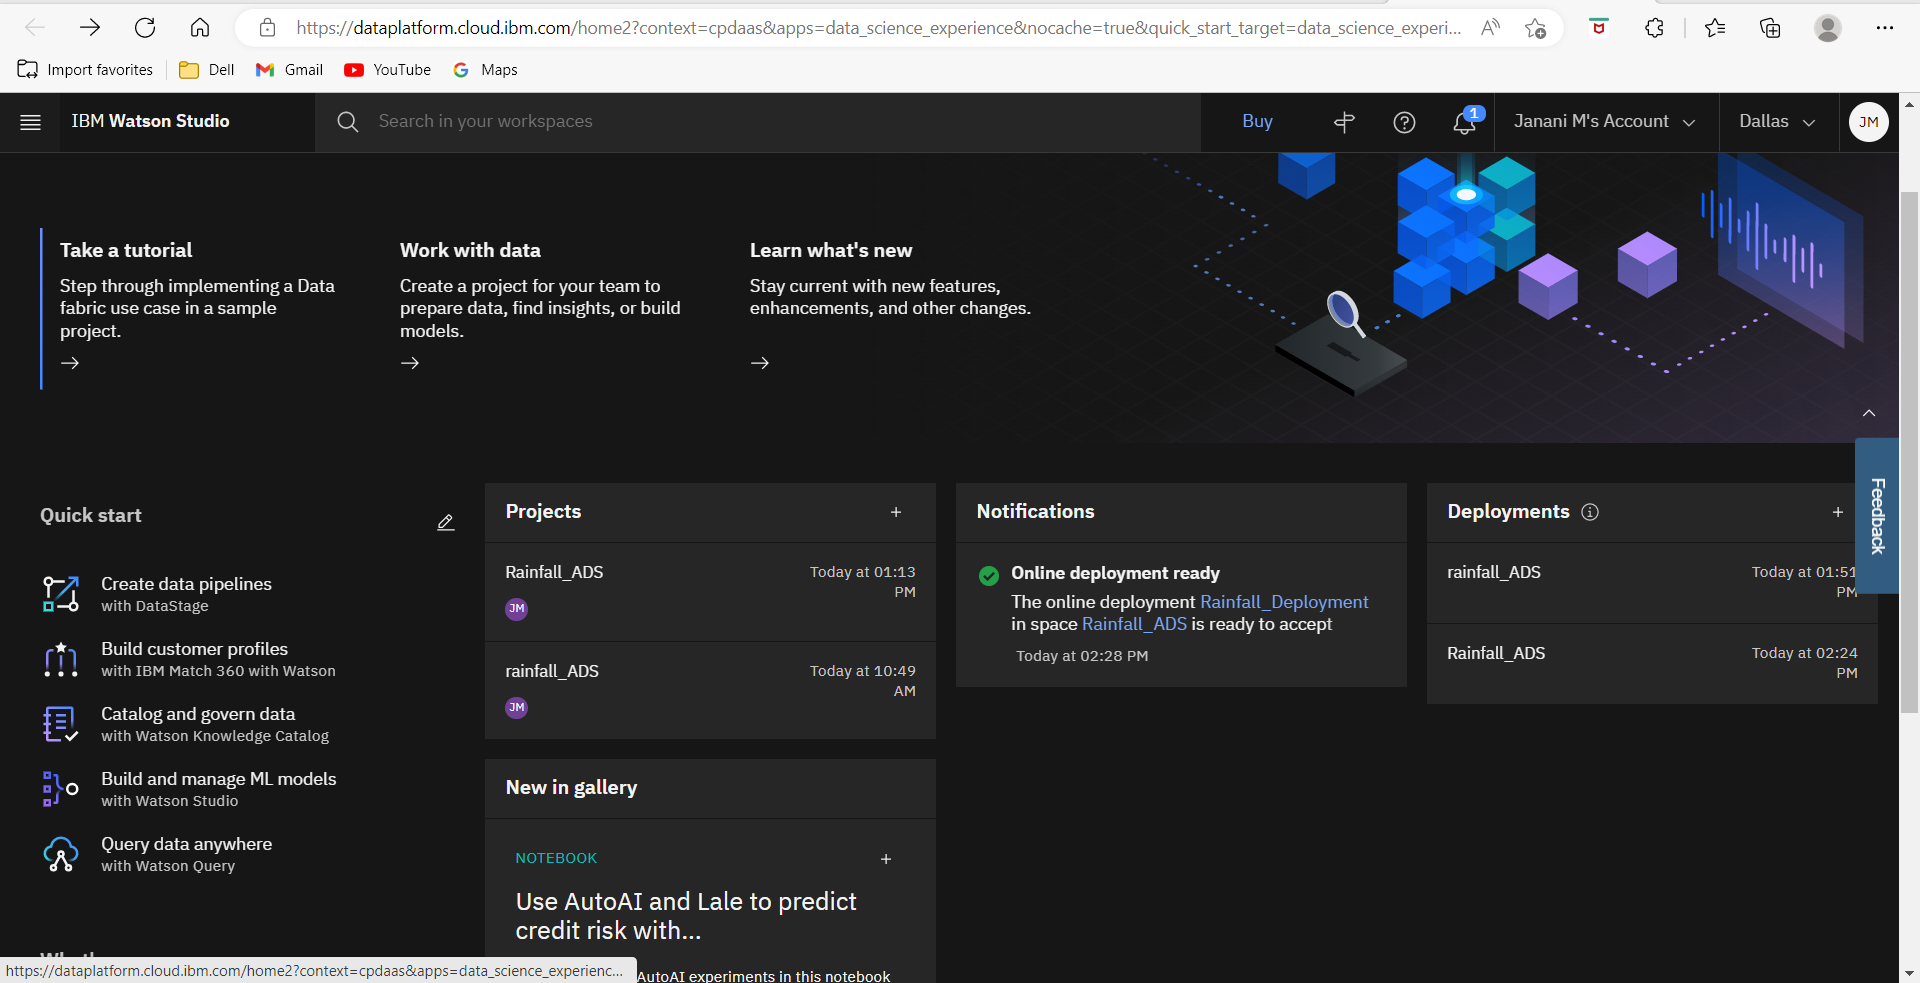 https://dataplatform.cloud.ibm.com/home2?context=cpdaas&apps=data_science_experience&nocache=true&quick_start_target=data_science_experi...
Import favorites
Dell
Gmail
YouTube
Maps
IBM Watson Studio
Search in your workspaces
Buy
1
Janani M's Account
Dallas
JM
Take a tutorial
Step through implementing a Data
fabric use case in a sample
project.
Work with data
Create a project for your team to
prepare data, find insights, or build
models.
Learn what's new
Stay current with new features,
enhancements, and other changes.
Feedback
Quick start
Create data pipelines
with DataStage
Build customer profiles
with IBM Match 360 with Watson
Catalog and govern data
with Watson Knowledge Catalog
Build and manage ML models
with Watson Studio
Query data anywhere
with Watson Query
Projects
Rainfall_ADS
Today at 01:13
PM
JM
rainfall_ADS
Today at 10:49
AM
JM
New in gallery
NOTEBOOK
Use AutoAI and Lale to predict
credit risk with...
AutoAI experiments in this notebook
Notifications
Online deployment ready
The online deployment Rainfall_Deployment
in space Rainfall_ADS is ready to accept
Today at 02:28 PM
Deployments
rainfall_ADS
Today at 01:51
PM
Rainfall_ADS
Today at 02:24
PM
https://dataplatform.cloud.ibm.com/home2?context=cpdaas&apps=data_science_experienc...